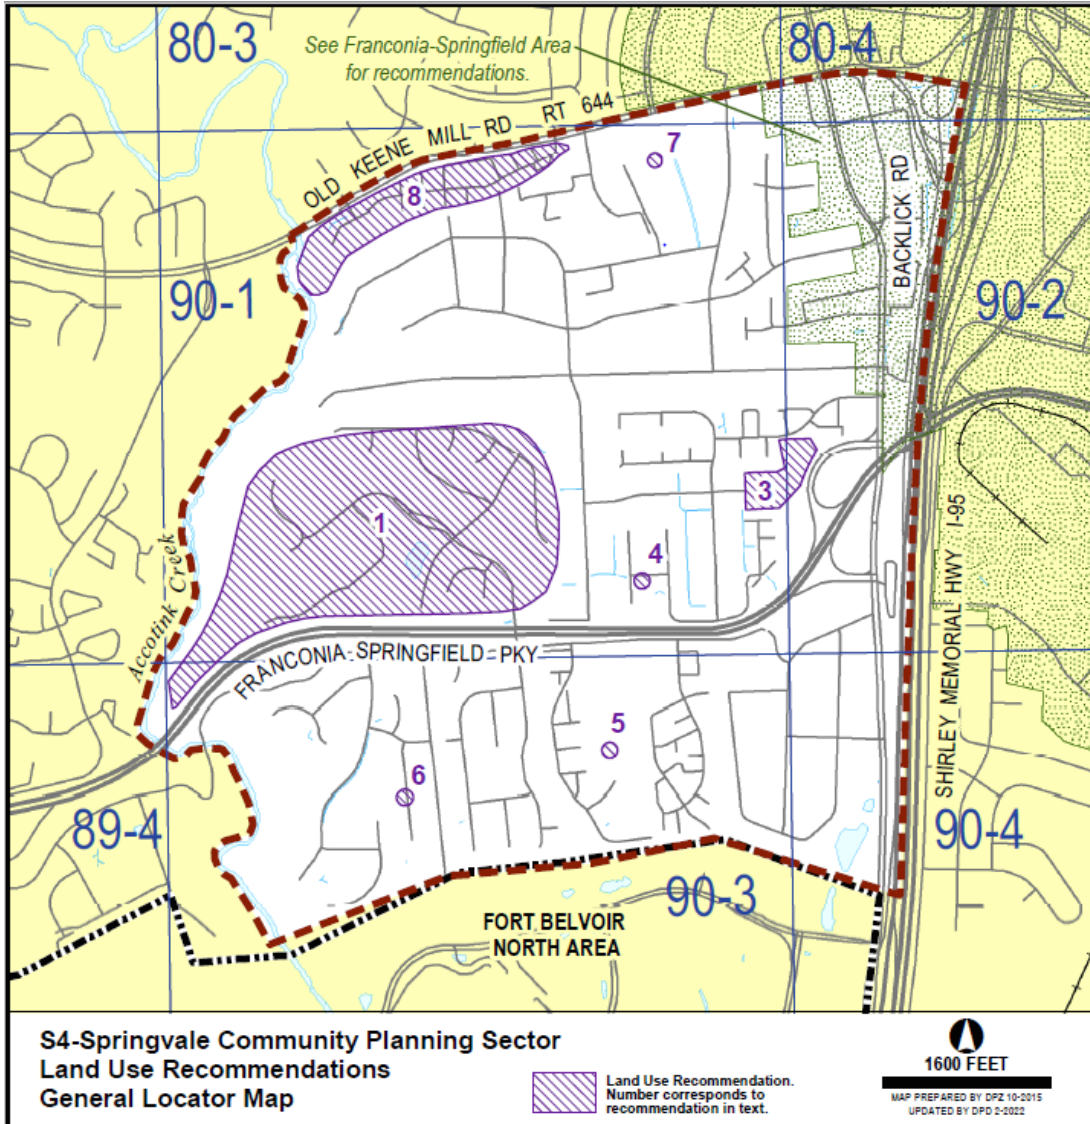 80-3
See Franconia-Springfield Area
for recommendations.
80-4
OLD KEENE MILL RD RT 644
7
8
BACKLICK RD
90-1
90-2
3
1
4
Accotink Creek
SHIRLEY MEMORIAL HWY I-95
FRANCONIA-SPRINGFIELD PKY
5
6
89-4
90-4
90-3
FORT BELVOIR
NORTH AREA
S4-Springvale Community Planning Sector
Land Use Recommendations
General Locator Map
Land Use Recommendation.
Number corresponds to
recommendation in text.
1600 FEET
MAP PREPARED BY DPZ 10-2015
UPDATED BY DPD 2-2022